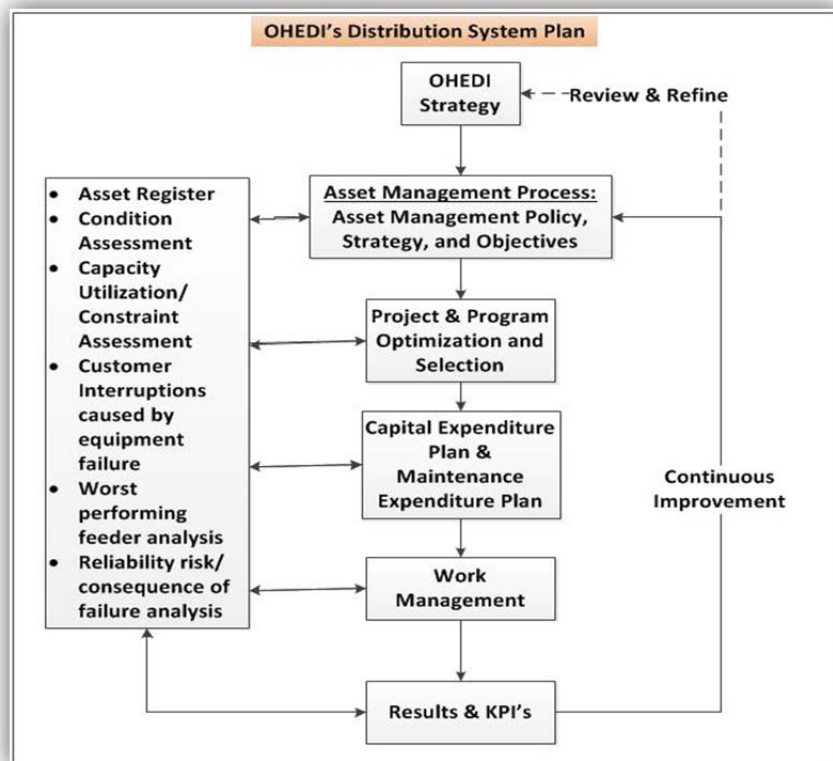 OHEDI's Distribution System Plan
OHEDI
Strategy
Review & Refine
• Asset Register
• Condition
Assessment
• Capacity
Utilization/
Constraint
Assessment
• Customer
Interruptions
caused by
equipment
failure
• Worst
performing
feeder analysis
• Reliability risk/
consequence of
failure analysis
Asset Management Process:
Asset Management Policy,
Strategy, and Objectives
Project & Program
Optimization and
Selection
Capital Expenditure
Plan &
Maintenance
Expenditure Plan
Continuous
Improvement
Work
Management
Results & KPI's